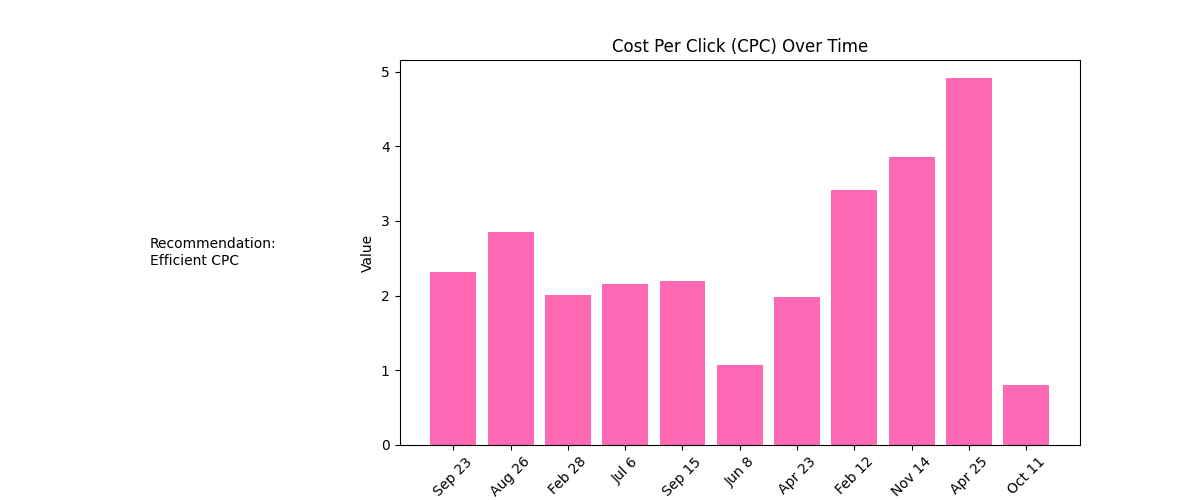 Cost Per Click (CPC) Over Time
Recommendation:
Efficient CPC
Value
5
4
3
2
1
0
Sep 23
Aug 26
Feb 28
Jul 6
Sep 15
Jun 8
Apr 23
Feb 12
Nov 14
Apr 25
Oct 11